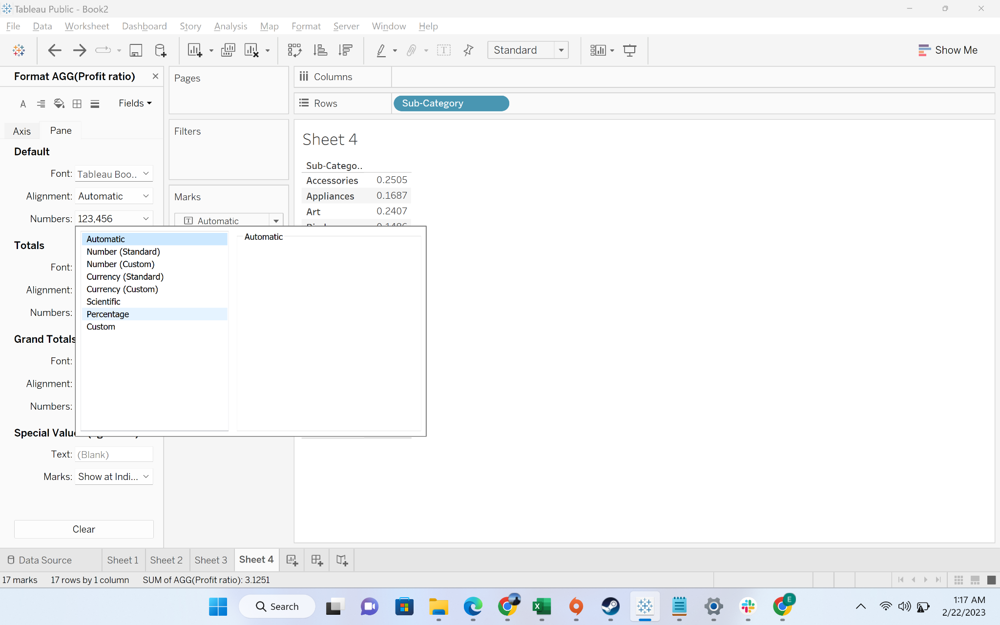 Tableau Public - Book2
File Data Worksheet Dashboard Story Analysis Map Format Server Window Help
Standard
Show Me
Format AGG(Profit ratio)
Fields
Axis Pane
Default
Font: Tableau Boo..
Alignment: Automatic
Numbers: 123,456
Totals
Font:
Alignment:
Numbers:
Grand Totals
Font:
Alignment:
Numbers:
Special Valu
Text: (Blank)
Marks: Show at Indi...
Clear
Automatic
Number (Standard)
Number (Custom)
Currency (Standard)
Currency (Custom)
Scientific
Percentage
Custom
Automatic
Pages
Filters
Marks
Automatic
Columns
Rows Sub-Category
Sheet 4
Sub-Catego..
Accessories 0.2505
Appliances 0.1687
Art 0.2407
Data Source Sheet 1 Sheet 2 Sheet 3 Sheet 4
17 marks 17 rows by 1 column SUM of AGG(Profit ratio): 3.1251
Search
E
1:17 AM
2/22/2023